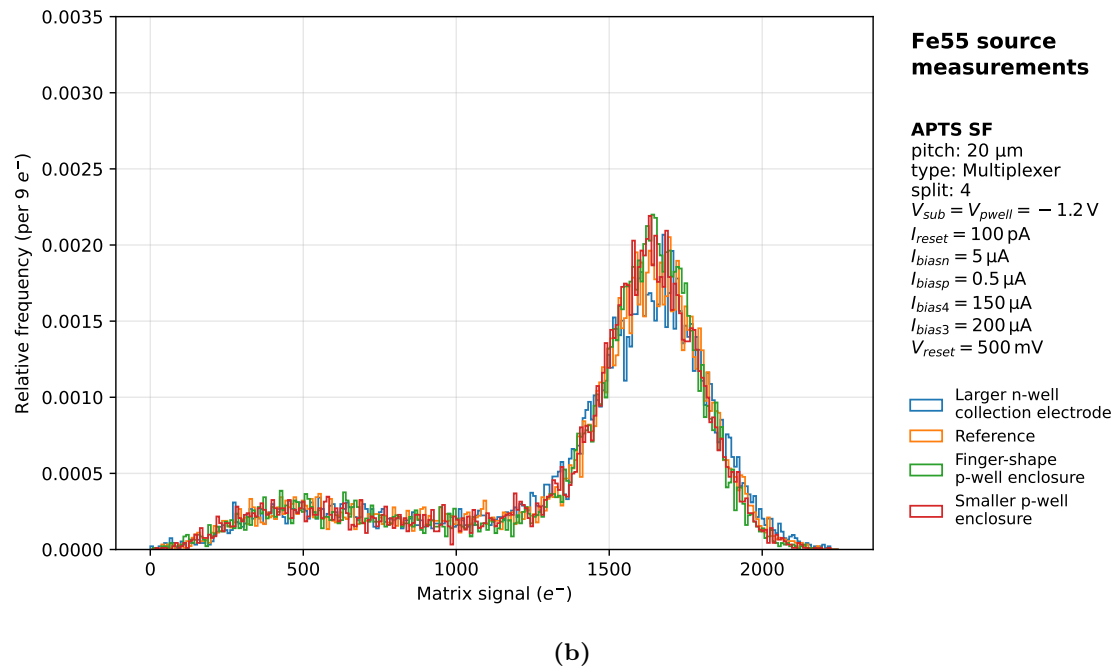 0.0035
0.0030
0.0025
0.0020
0.0015
0.0010
0.0005
0.0000
Relative frequency (per 9 e⁻)
0
500
1000
1500
2000
Matrix signal (e⁻)
Fe55 source
measurements
APTS SF
pitch: 20 μm
type: Multiplexer
split: 4
V_sub = V_pwell = −1.2 V
I_reset = 100 pA
I_biasn = 5 μA
I_biasp = 0.5 μA
I_bias4 = 150 μA
I_bias3 = 200 μA
V_reset = 500 mV
Larger n-well
collection electrode
Reference
Finger-shape
p-well enclosure
Smaller p-well
enclosure
(b)